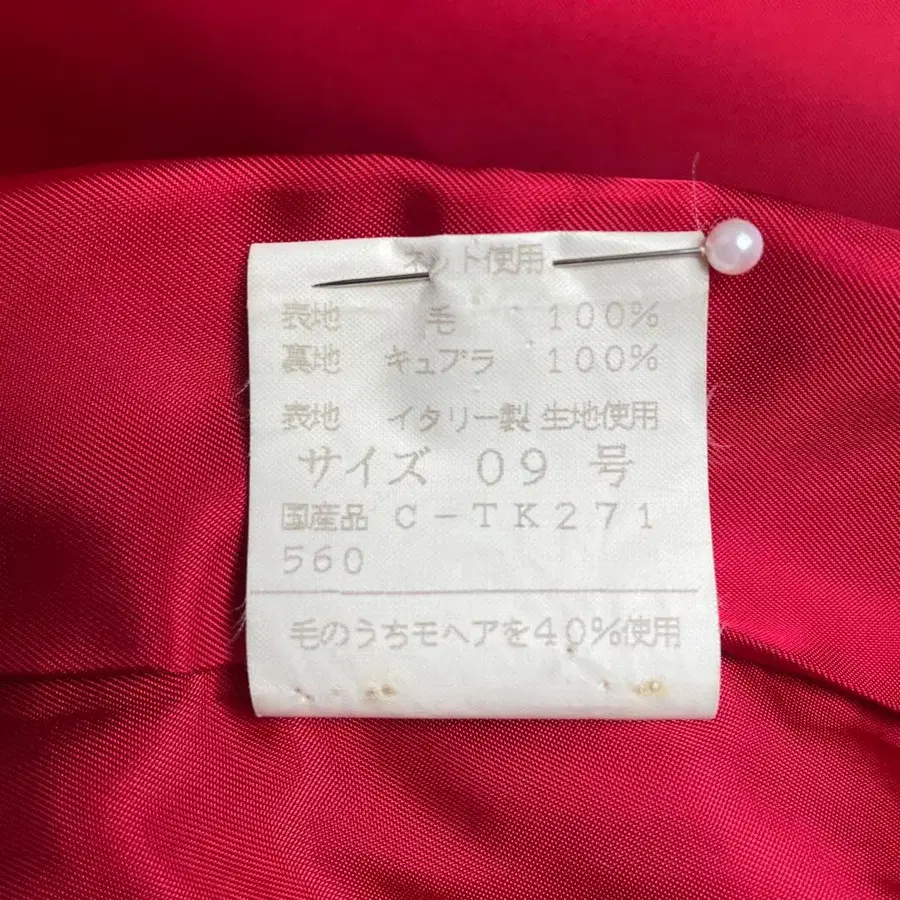 ネット使用
表地 毛 100%
裏地 キュプラ 100%
表地 イタリー製 生地使用
サイズ 09 号
国産品 C-TK271
560
毛のうちモヘアを40%使用